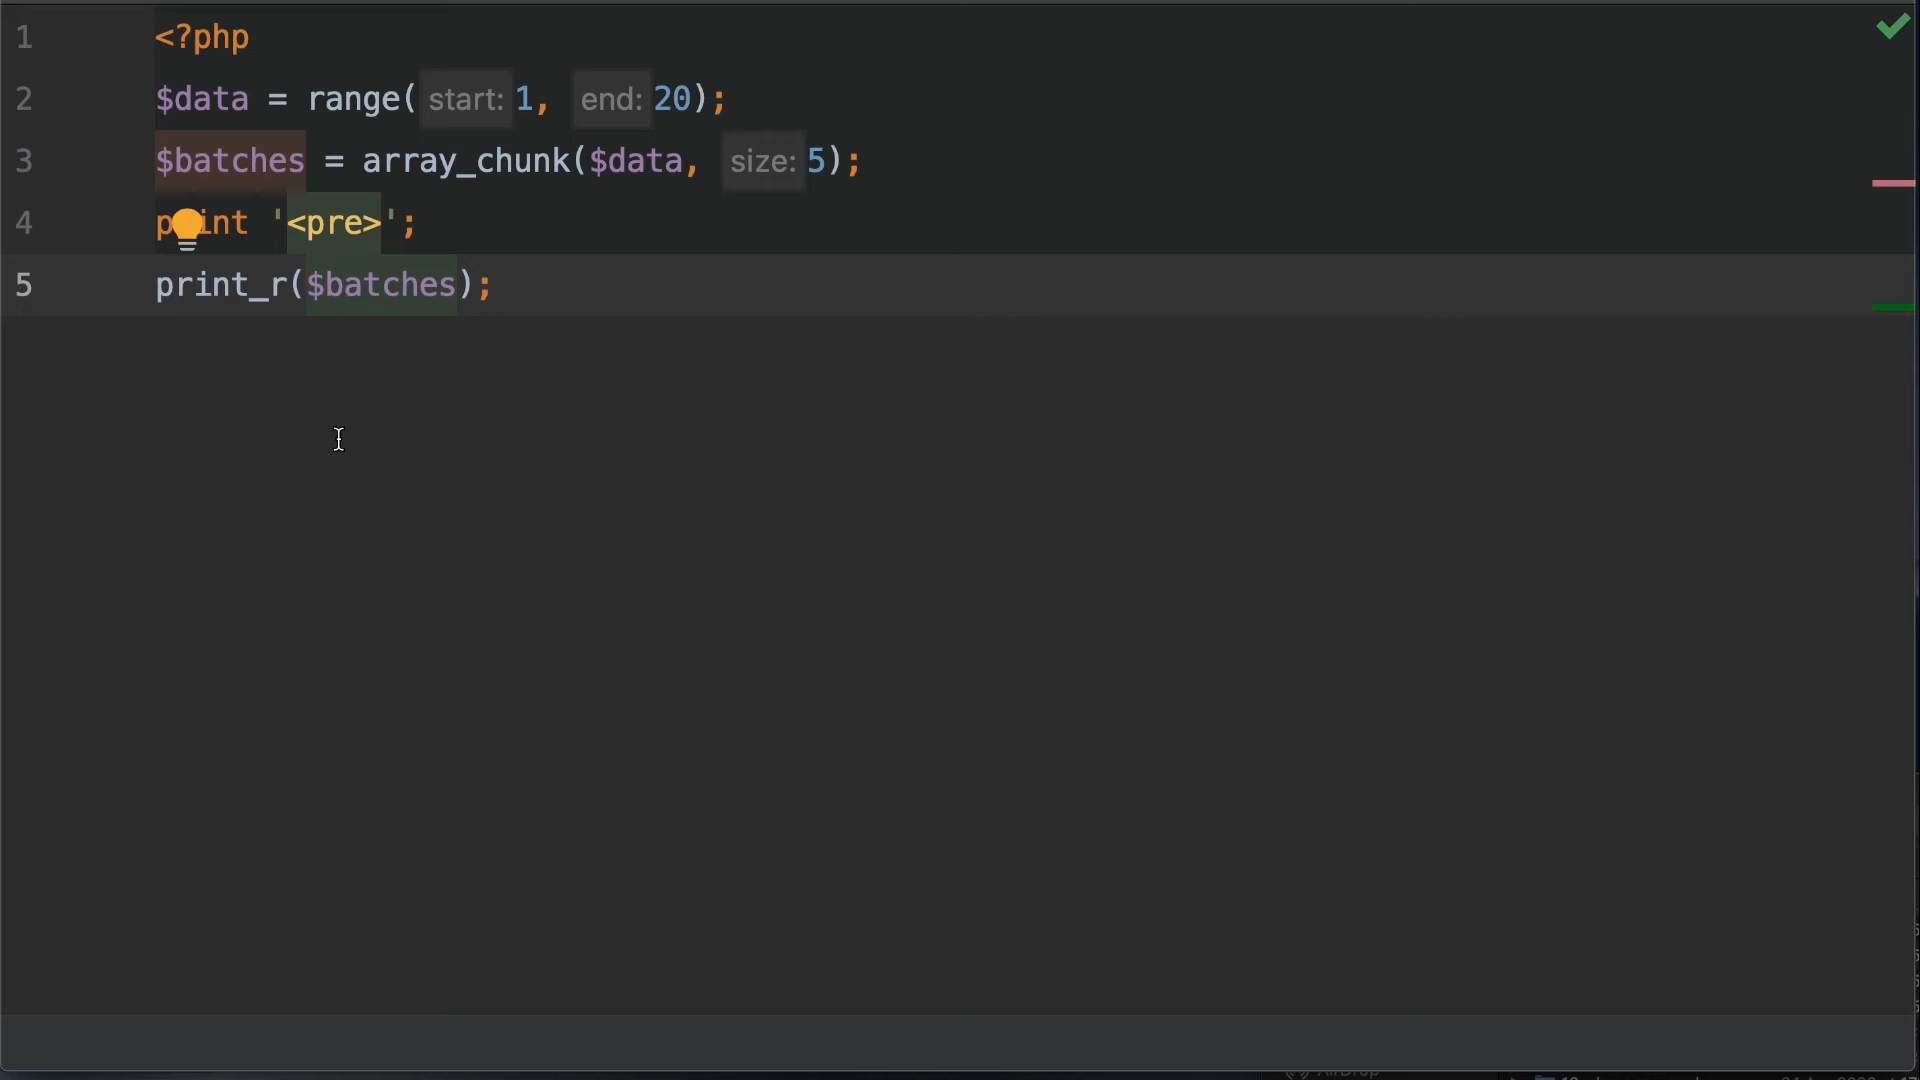 1 <?php
2 $data = range( start: 1, end: 20);
3 $batches = array_chunk($data, size: 5);
4 print '<pre>';
5 print_r($batches);
AirDrop